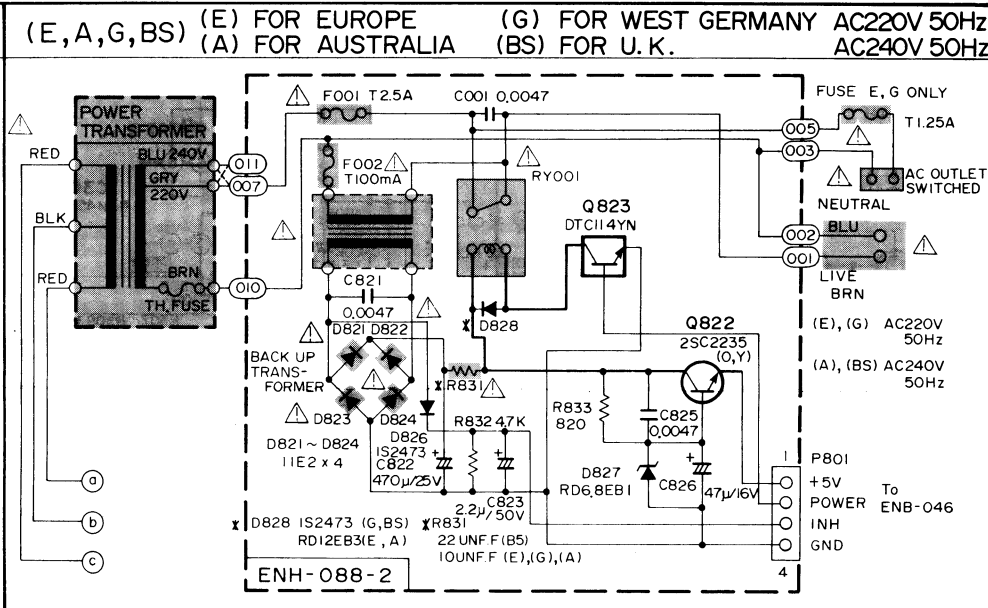 (E, A, G, BS)
(E) FOR EUROPE
(A) FOR AUSTRALIA
(G) FOR WEST GERMANY AC220V 50Hz
(BS) FOR U.K. AC240V 50Hz
POWER
TRANSFORMER
RED
BLU 240V
GRY
220V
BLK
RED
BRN
TH. FUSE
011
007
010
F001 T2.5A
C001 0.0047
F002
T100mA
RY001
Q823
DTC114YN
FUSE E, G ONLY
T1.25A
005
003
AC OUTLET
SWITCHED
NEUTRAL
002
BLU
001
LIVE
BRN
(E), (G) AC220V
50Hz
(A), (BS) AC240V
50Hz
C821
0.0047
D821 D822
D828
Q822
2SC2235
(O,Y)
BACK UP
TRANS-
FORMER
R831
D823 D824
D821~D824
11E2 x 4
D826
1S2473
C822
470μ/25V
R832 4.7K
C823
2.2μ/50V
R833
820
C825
0.0047
D827
RD6.8EB1
C826
47μ/16V
1 P801
+5V
POWER
INH
GND
4
To
ENB-046
a
b
c
D828 1S2473 (G,BS)
RD12EB3(E,A)
R831
22UNF.F(BS)
10UNF.F(E),(G),(A)
ENH-088-2